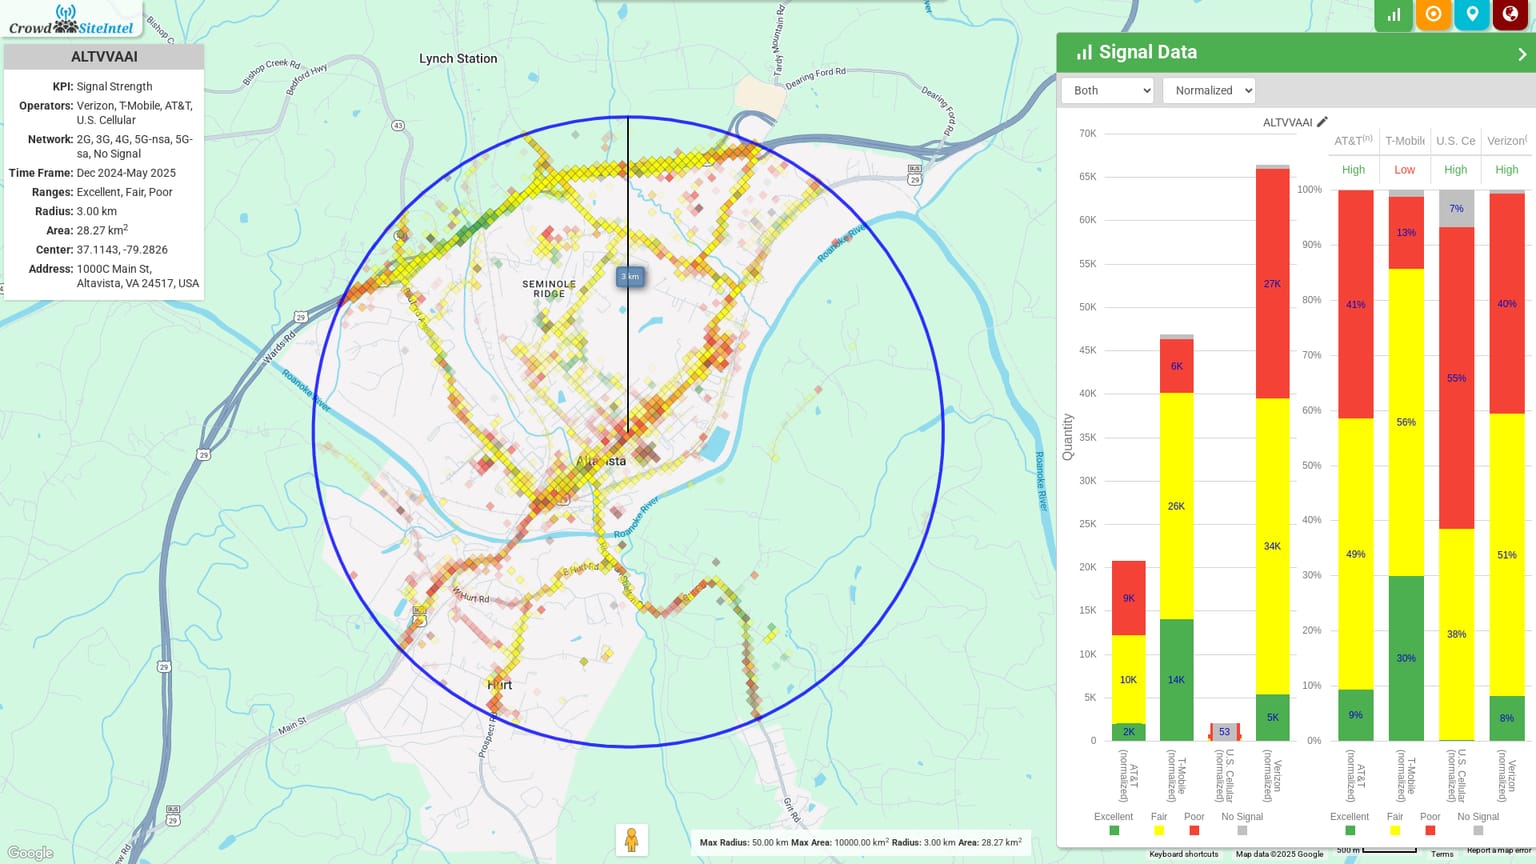 CrowdSiteIntel
ALTVVAAI
KPI: Signal Strength
Operators: Verizon, T-Mobile, AT&T,
U.S. Cellular
Network: 2G, 3G, 4G, 5G-nsa, 5G-
sa, No Signal
Time Frame: Dec 2024-May 2025
Ranges: Excellent, Fair, Poor
Radius: 3.00 km
Area: 28.27 km²
Center: 37.1143, -79.2826
Address: 1000C Main St,
Altavista, VA 24517, USA
Bishop Creek Rd
Bedford Hwy
43
Lynch Station
Tardy Mountain Rd
Dearing Ford Rd
Dearing Ford Rd
BUS
29
Roanoke River
SEMINOLE
RIDGE
3 km
29
Wards Rd
Roanoke River
29
Altavista
Roanoke River
Roanoke River
E Hurt Rd
W Hurt Rd
29
Hurt
Main St
Prospect Rd
BUS
29
Grit Rd
Google
Max Radius: 50.00 km Max Area: 10000.00 km² Radius: 3.00 km Area: 28.27 km²
Signal Data
Both
Normalized
ALTVVAAI
Quantity
70K
65K
60K
55K
50K
45K
40K
35K
30K
25K
20K
15K
10K
5K
0
9K
10K
2K
6K
26K
14K
53
27K
34K
5K
AT&T
(normalized)
T-Mobile
(normalized)
U.S. Cellular
(normalized)
Verizon
(normalized)
Excellent Fair Poor No Signal
AT&T(n) T-Mobile U.S. Ce Verizon(
High Low High High
100%
90%
80%
70%
60%
50%
40%
30%
20%
10%
0%
41%
49%
9%
13%
56%
30%
7%
55%
38%
40%
51%
8%
AT&T
(normalized)
T-Mobile
(normalized)
U.S. Cellular
(normalized)
Verizon
(normalized)
Excellent Fair Poor No Signal
500 m
Keyboard shortcuts Map data ©2025 Google Terms Report a map error